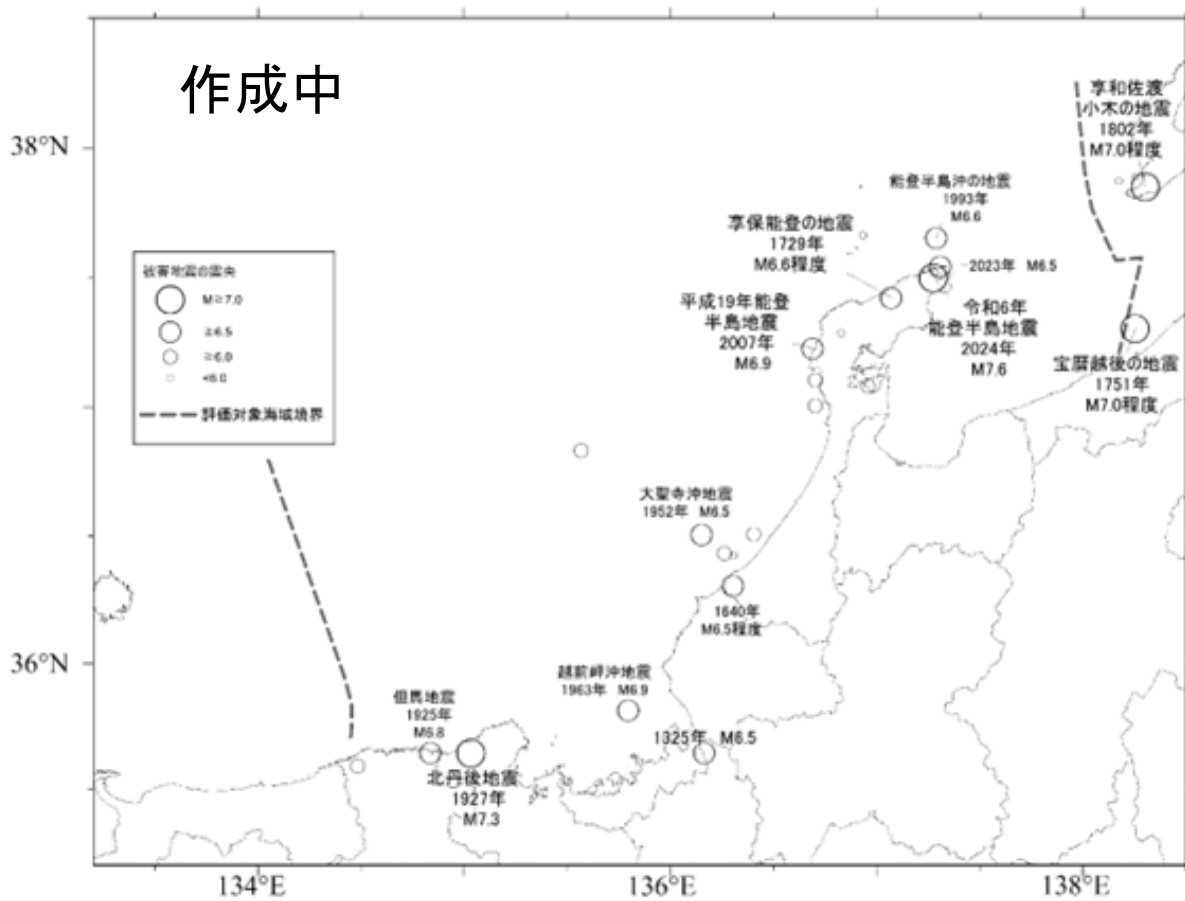 作成中
38°N
36°N
134°E
136°E
138°E
被害地震の震央
M≥7.0
≥6.5
≥6.0
<6.0
評価対象海域境界
享和佐渡
小木の地震
1802年
M7.0程度
能登半島沖の地震
1993年
M6.6
享保能登の地震
1729年
M6.6程度
2023年 M6.5
平成19年能登
半島地震
2007年
M6.9
令和6年
能登半島地震
2024年
M7.6
宝暦越後の地震
1751年
M7.0程度
大聖寺沖地震
1952年 M6.5
1640年
M6.5程度
越前岬沖地震
1963年 M6.9
但馬地震
1925年
M6.8
1325年 M6.5
北丹後地震
1927年
M7.3